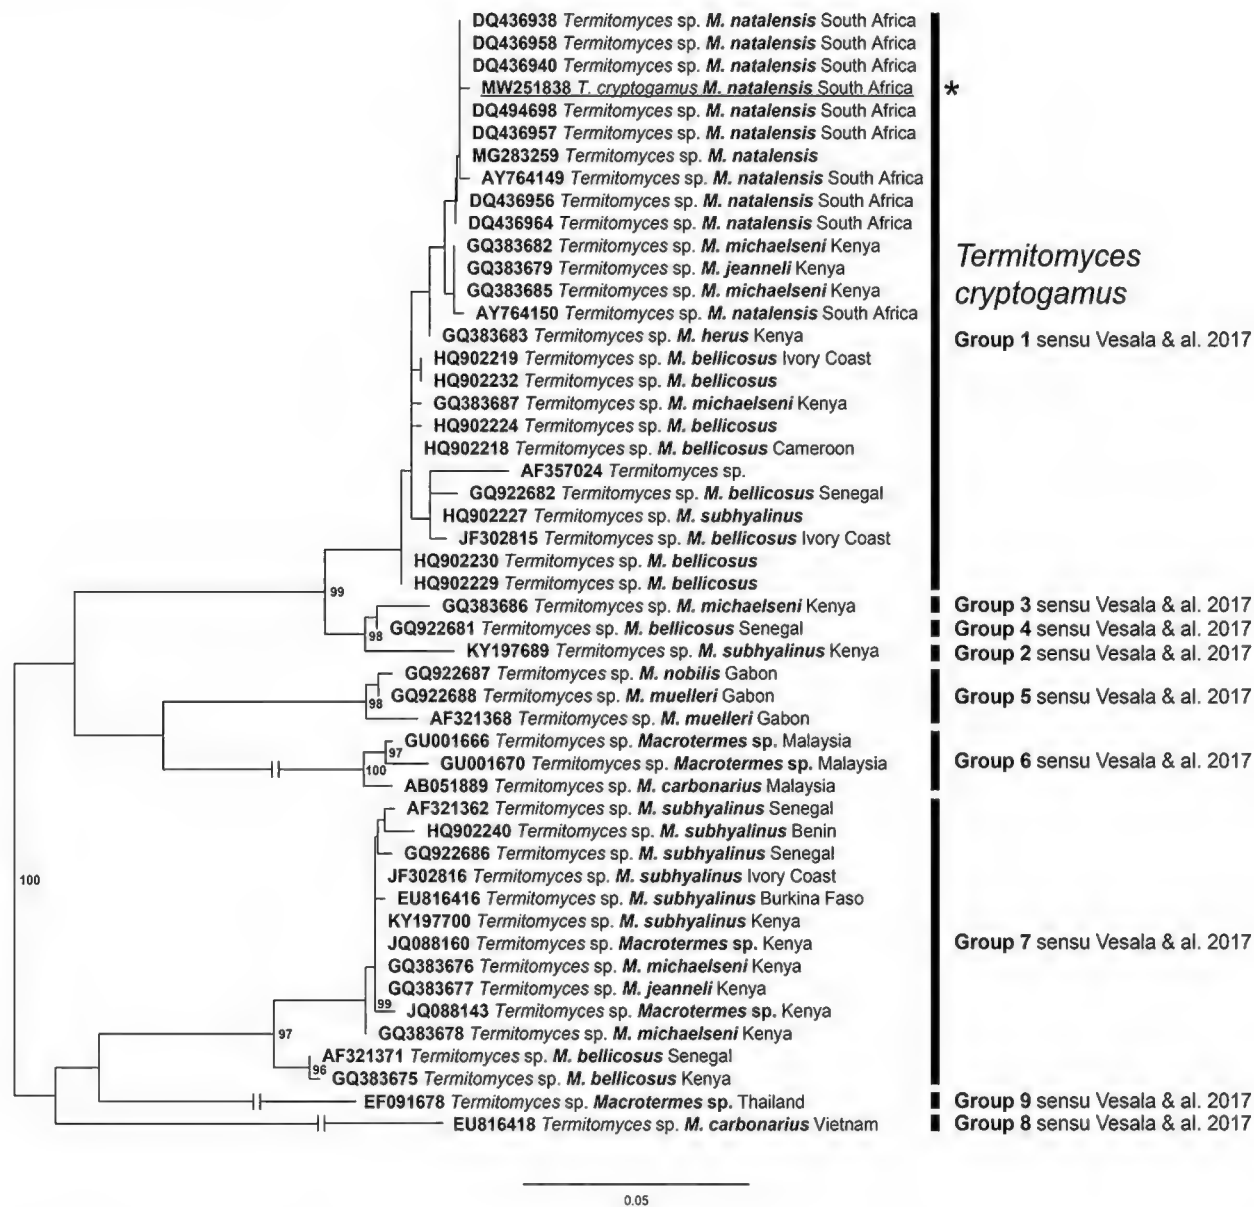 DQ436938 Termitomyces sp. M. natalensis South Africa
DQ436958 Termitomyces sp. M. natalensis South Africa
DQ436940 Termitomyces sp. M. natalensis South Africa
MW251838 T. cryptogamus M. natalensis South Africa *
DQ494698 Termitomyces sp. M. natalensis South Africa
DQ436957 Termitomyces sp. M. natalensis South Africa
MG283259 Termitomyces sp. M. natalensis
AY764149 Termitomyces sp. M. natalensis South Africa
DQ436956 Termitomyces sp. M. natalensis South Africa
DQ436964 Termitomyces sp. M. natalensis South Africa
GQ383682 Termitomyces sp. M. michaelseni Kenya
GQ383679 Termitomyces sp. M. jeanneli Kenya
GQ383685 Termitomyces sp. M. michaelseni Kenya
AY764150 Termitomyces sp. M. natalensis South Africa
GQ383683 Termitomyces sp. M. herus Kenya
HQ902219 Termitomyces sp. M. bellicosus Ivory Coast
HQ902232 Termitomyces sp. M. bellicosus
GQ383687 Termitomyces sp. M. michaelseni Kenya
HQ902224 Termitomyces sp. M. bellicosus
HQ902218 Termitomyces sp. M. bellicosus Cameroon
AF357024 Termitomyces sp.
GQ922682 Termitomyces sp. M. bellicosus Senegal
HQ902227 Termitomyces sp. M. subhyalinus
JF302815 Termitomyces sp. M. bellicosus Ivory Coast
HQ902230 Termitomyces sp. M. bellicosus
HQ902229 Termitomyces sp. M. bellicosus
Termitomyces
cryptogamus
Group 1 sensu Vesala & al. 2017
99
GQ383686 Termitomyces sp. M. michaelseni Kenya
Group 3 sensu Vesala & al. 2017
98
GQ922681 Termitomyces sp. M. bellicosus Senegal
Group 4 sensu Vesala & al. 2017
KY197689 Termitomyces sp. M. subhyalinus Kenya
Group 2 sensu Vesala & al. 2017
GQ922687 Termitomyces sp. M. nobilis Gabon
98
GQ922688 Termitomyces sp. M. muelleri Gabon
AF321368 Termitomyces sp. M. muelleri Gabon
Group 5 sensu Vesala & al. 2017
97
GU001666 Termitomyces sp. Macrotermes sp. Malaysia
100
GU001670 Termitomyces sp. Macrotermes sp. Malaysia
AB051889 Termitomyces sp. M. carbonarius Malaysia
Group 6 sensu Vesala & al. 2017
AF321362 Termitomyces sp. M. subhyalinus Senegal
HQ902240 Termitomyces sp. M. subhyalinus Benin
GQ922686 Termitomyces sp. M. subhyalinus Senegal
JF302816 Termitomyces sp. M. subhyalinus Ivory Coast
100
EU816416 Termitomyces sp. M. subhyalinus Burkina Faso
KY197700 Termitomyces sp. M. subhyalinus Kenya
JQ088160 Termitomyces sp. Macrotermes sp. Kenya
GQ383676 Termitomyces sp. M. michaelseni Kenya
GQ383677 Termitomyces sp. M. jeanneli Kenya
99
JQ088143 Termitomyces sp. Macrotermes sp. Kenya
97
GQ383678 Termitomyces sp. M. michaelseni Kenya
AF321371 Termitomyces sp. M. bellicosus Senegal
96
GQ383675 Termitomyces sp. M. bellicosus Kenya
Group 7 sensu Vesala & al. 2017
EF091678 Termitomyces sp. Macrotermes sp. Thailand
Group 9 sensu Vesala & al. 2017
EU816418 Termitomyces sp. M. carbonarius Vietnam
Group 8 sensu Vesala & al. 2017
0.05